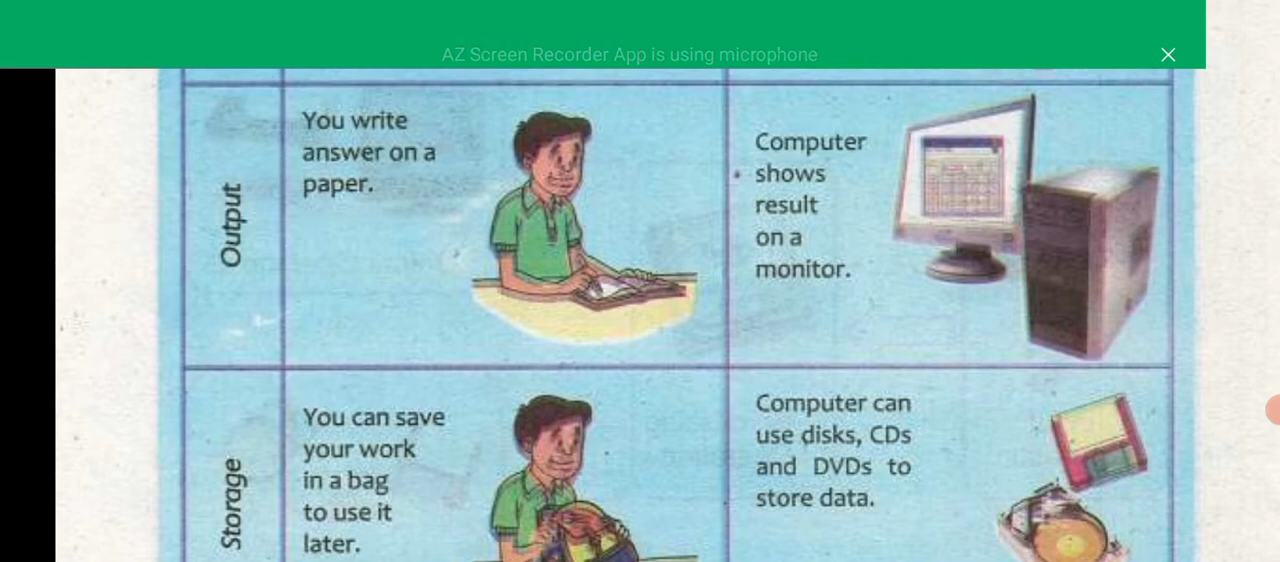 AZ Screen Recorder App is using microphone
Output
You write
answer on a
paper.
Computer
shows
result
on a
monitor.
Storage
You can save
your work
in a bag
to use it
later.
Computer can
use disks, CDs
and DVDs to
store data.